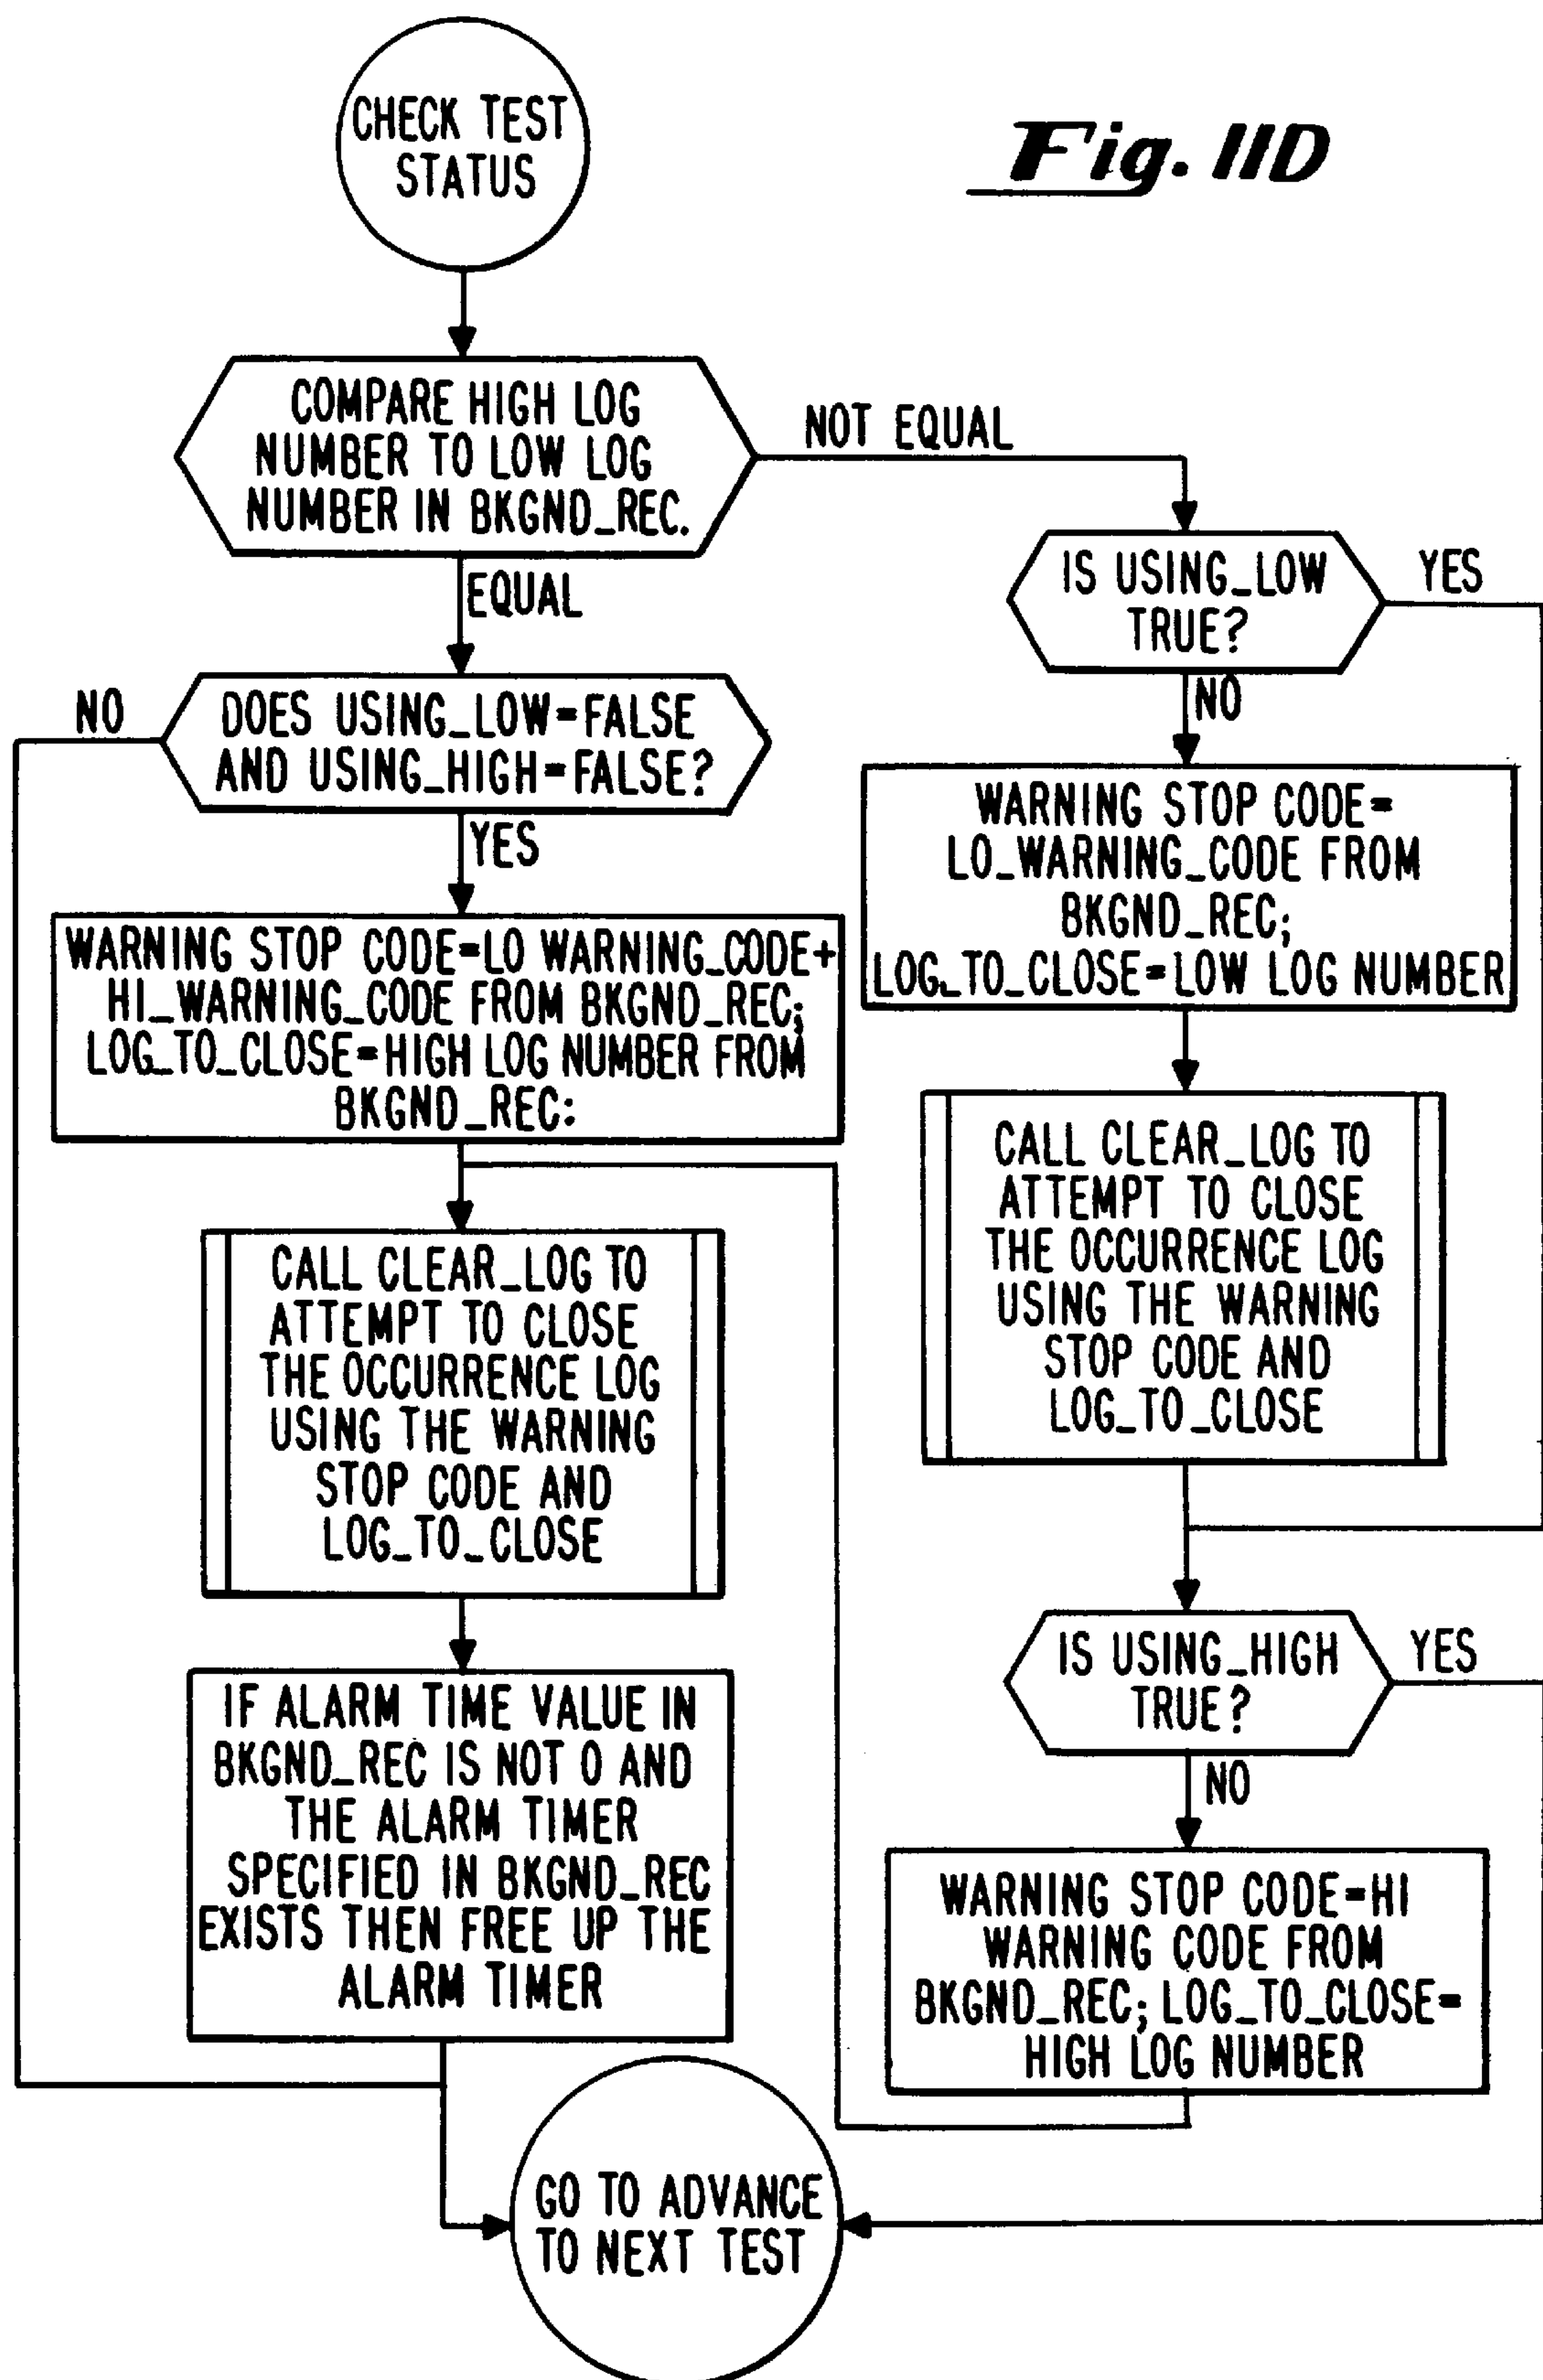 CHECK TEST
STATUS
Fig. 11D
COMPARE HIGH LOG
NUMBER TO LOW LOG
NUMBER IN BKGND_REC.
NOT EQUAL
EQUAL
IS USING_LOW
TRUE?
YES
NO
NO
DOES USING_LOW=FALSE
AND USING_HIGH=FALSE?
YES
WARNING STOP CODE=
LO_WARNING_CODE FROM
BKGND_REC;
LOG_TO_CLOSE=LOW LOG NUMBER
WARNING STOP CODE=LO WARNING_CODE+
HI_WARNING_CODE FROM BKGND_REC;
LOG_TO_CLOSE=HIGH LOG NUMBER FROM
BKGND_REC:
CALL CLEAR_LOG TO
ATTEMPT TO CLOSE
THE OCCURRENCE LOG
USING THE WARNING
STOP CODE AND
LOG_TO_CLOSE
CALL CLEAR_LOG TO
ATTEMPT TO CLOSE
THE OCCURRENCE LOG
USING THE WARNING
STOP CODE AND
LOG_TO_CLOSE
IS USING_HIGH
TRUE?
YES
NO
IF ALARM TIME VALUE IN
BKGND_REC IS NOT 0 AND
THE ALARM TIMER
SPECIFIED IN BKGND_REC
EXISTS THEN FREE UP THE
ALARM TIMER
WARNING STOP CODE=HI
WARNING CODE FROM
BKGND_REC; LOG_TO_CLOSE=
HIGH LOG NUMBER
GO TO ADVANCE
TO NEXT TEST